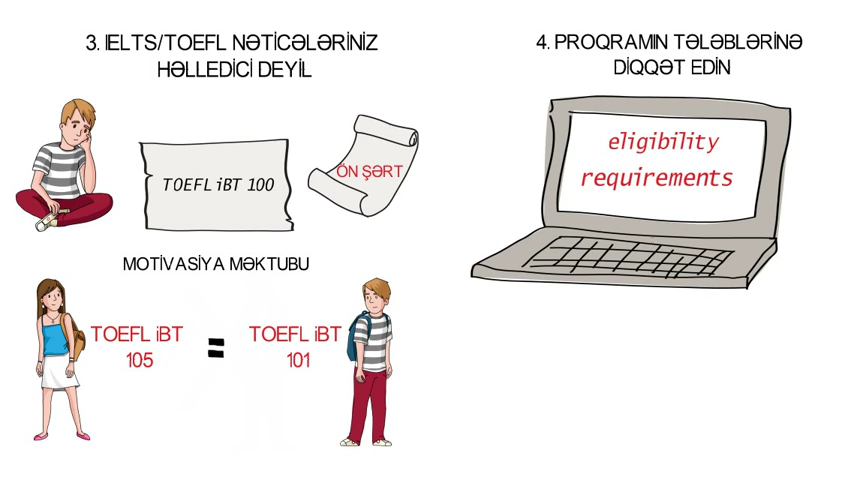 3. IELTS/TOEFL NƏTİCƏLƏRİNİZ
HƏLLEDİCİ DEYİL
TOEFL iBT 100
ÖN ŞƏRT
MOTİVASİYA MƏKTUBU
TOEFL iBT
105
=
TOEFL iBT
101
4. PROQRAMIN TƏLƏBLƏRİNƏ
DİQQƏT EDİN
eligibility
requirements